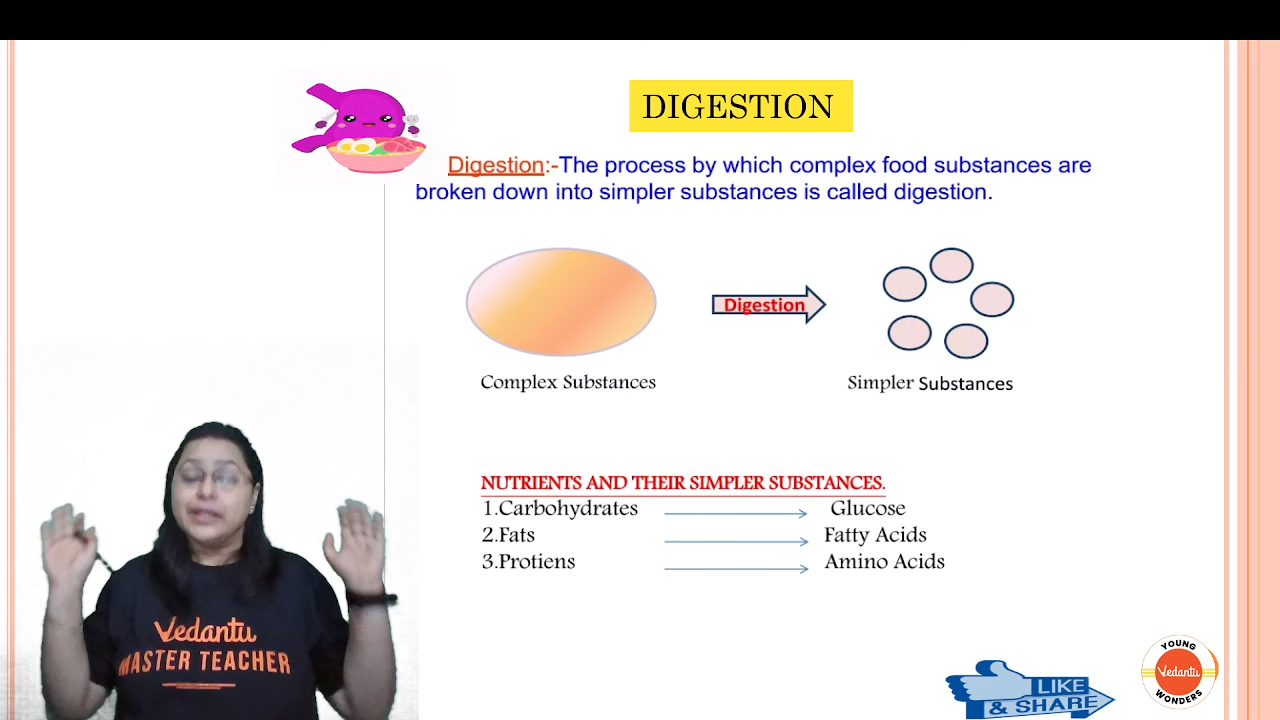 DIGESTION
Digestion:-The process by which complex food substances are
broken down into simpler substances is called digestion.
Digestion
Complex Substances
Simpler Substances
NUTRIENTS AND THEIR SIMPLER SUBSTANCES.
1.Carbohydrates Glucose
2.Fats Fatty Acids
3.Protiens Amino Acids
Vedantu
MASTER TEACHER
LIKE
& SHARE
YOUNG
Vedantu
WONDERS